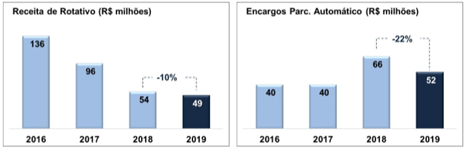 Receita de Rotativo (R$ milhões)
136
96
-10%
54
49
2016 2017 2018 2019
Encargos Parc. Automático (R$ milhões)
-22%
66
52
40 40
2016 2017 2018 2019